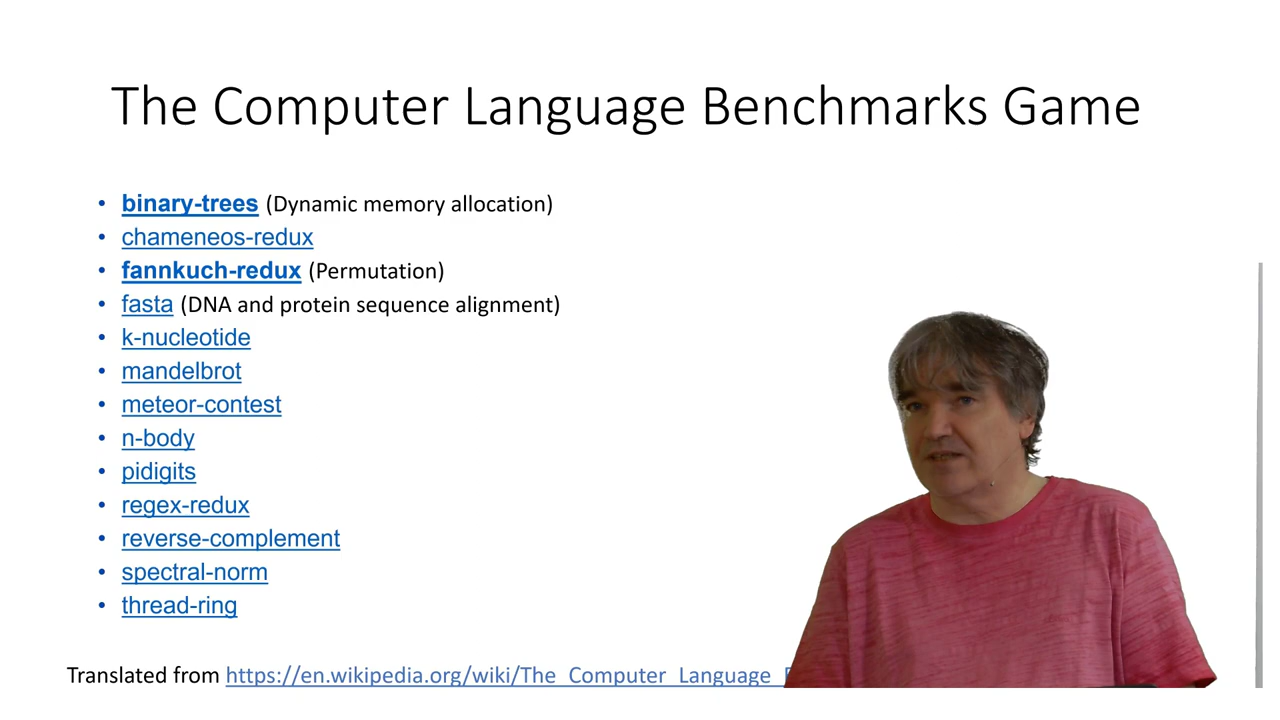 The Computer Language Benchmarks Game
• binary-trees (Dynamic memory allocation)
• chameneos-redux
• fannkuch-redux (Permutation)
• fasta (DNA and protein sequence alignment)
• k-nucleotide
• mandelbrot
• meteor-contest
• n-body
• pidigits
• regex-redux
• reverse-complement
• spectral-norm
• thread-ring
Translated from https://en.wikipedia.org/wiki/The_Computer_Language_